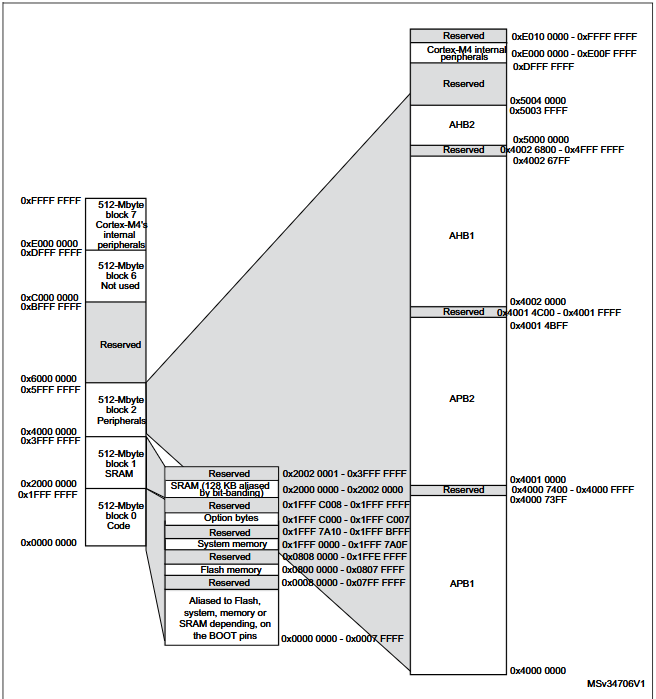 0xFFFF FFFF
512-Mbyte
block 7
Cortex-M4's
internal
peripherals
0xE000 0000
0xDFFF FFFF
512-Mbyte
block 6
Not used
0xC000 0000
0xBFFF FFFF
Reserved
0x6000 0000
0x5FFF FFFF
512-Mbyte
block 2
Peripherals
0x4000 0000
0x3FFF FFFF
512-Mbyte
block 1
SRAM
0x2000 0000
0x1FFF FFFF
512-Mbyte
block 0
Code
0x0000 0000
Reserved 0x2002 0001 - 0x3FFF FFFF
SRAM (128 KB aliased
by bit-banding) 0x2000 0000 - 0x2002 0000
Reserved 0x1FFF C008 - 0x1FFF FFFF
Option bytes 0x1FFF C000 - 0x1FFF C007
Reserved 0x1FFF 7A10 - 0x1FFF BFFF
System memory 0x1FFF 0000 - 0x1FFF 7A0F
Reserved 0x0808 0000 - 0x1FFE FFFF
Flash memory 0x0800 0000 - 0x0807 FFFF
Reserved 0x0008 0000 - 0x07FF FFFF
Aliased to Flash,
system, memory or
SRAM depending, on
the BOOT pins
0x0000 0000 - 0x0007 FFFF
Reserved 0xE010 0000 - 0xFFFF FFFF
Cortex-M4 internal
peripherals 0xE000 0000 - 0xE00F FFFF
0xDFFF FFFF
Reserved
0x5004 0000
0x5003 FFFF
AHB2
0x5000 0000
Reserved 0x4002 6800 - 0x4FFF FFFF
0x4002 67FF
AHB1
0x4002 0000
Reserved 0x4001 4C00 - 0x4001 FFFF
0x4001 4BFF
APB2
0x4001 0000
Reserved 0x4000 7400 - 0x4000 FFFF
0x4000 73FF
APB1
0x4000 0000
MSv34706V1